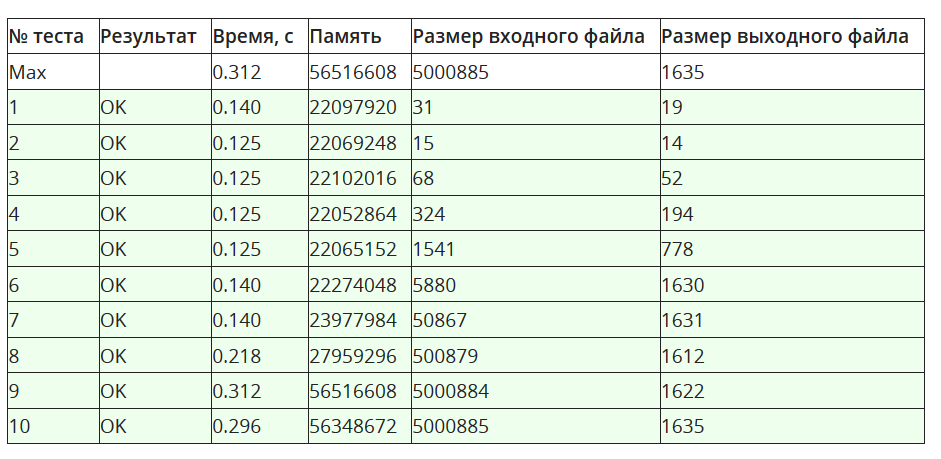 № теста Результат Время, с Память Размер входного файла Размер выходного файла
Max 0.312 56516608 5000885 1635
1 OK 0.140 22097920 31 19
2 OK 0.125 22069248 15 14
3 OK 0.125 22102016 68 52
4 OK 0.125 22052864 324 194
5 OK 0.125 22065152 1541 778
6 OK 0.140 22274048 5880 1630
7 OK 0.140 23977984 50867 1631
8 OK 0.218 27959296 500879 1612
9 OK 0.312 56516608 5000884 1622
10 OK 0.296 56348672 5000885 1635